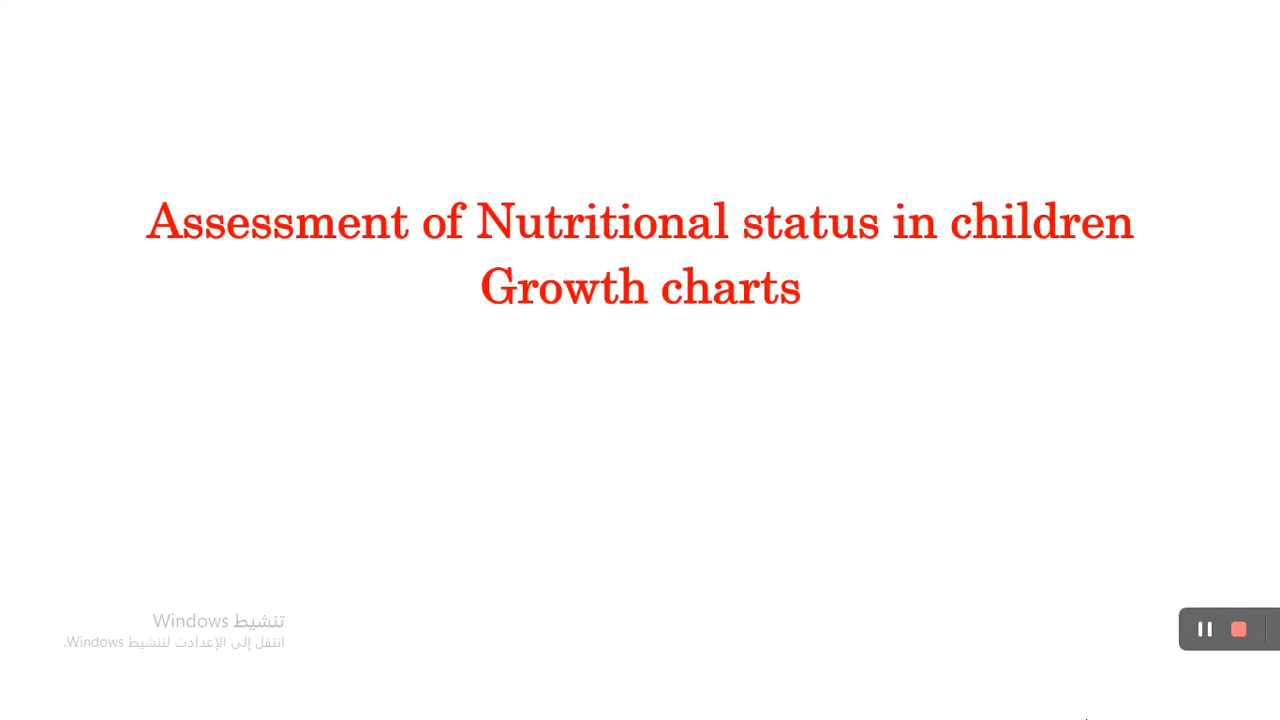 Assessment of Nutritional status in children
Growth charts
تنشيط Windows
انتقل إلى الإعدادت لتنشيط Windows.